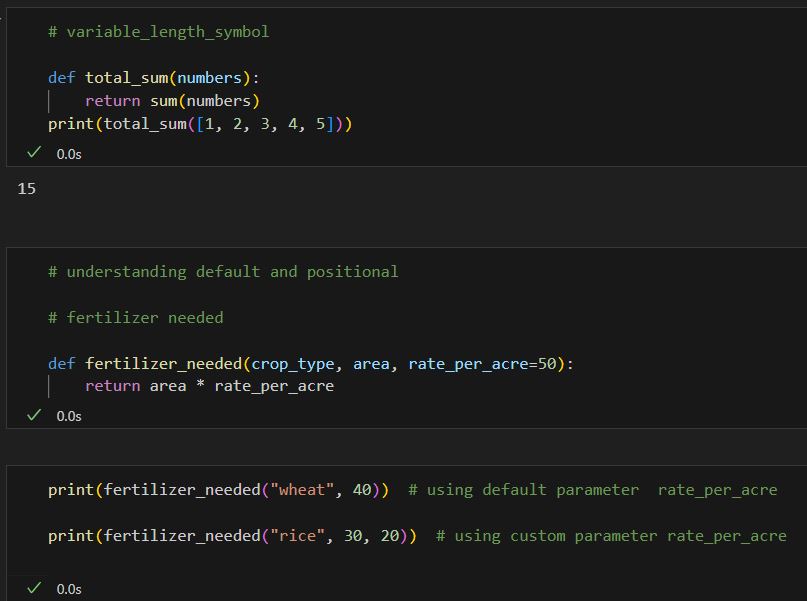 # variable_length_symbol
def total_sum(numbers):
    return sum(numbers)
print(total_sum([1, 2, 3, 4, 5]))
0.0s
15
# understanding default and positional
# fertilizer needed
def fertilizer_needed(crop_type, area, rate_per_acre=50):
    return area * rate_per_acre
0.0s
print(fertilizer_needed("wheat", 40))  # using default parameter  rate_per_acre
print(fertilizer_needed("rice", 30, 20))  # using custom parameter rate_per_acre
0.0s